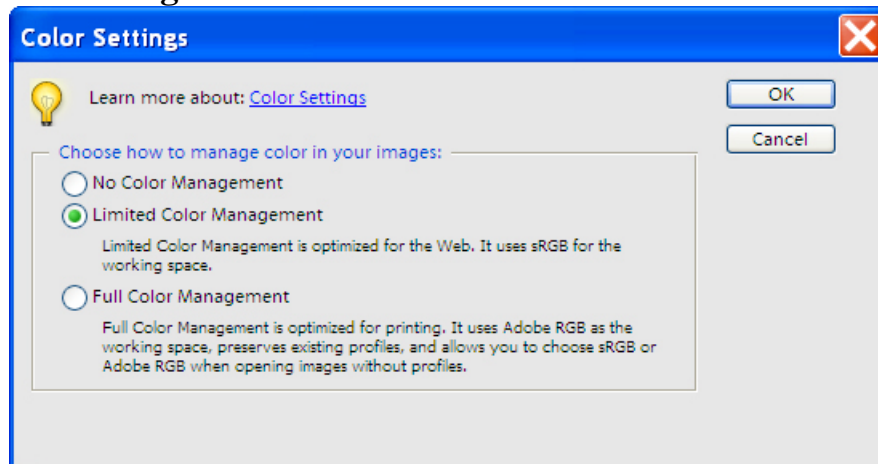 Color Settings
Learn more about: Color Settings
OK
Cancel
Choose how to manage color in your images:
No Color Management
Limited Color Management
Limited Color Management is optimized for the Web. It uses sRGB for the
working space.
Full Color Management
Full Color Management is optimized for printing. It uses Adobe RGB as the
working space, preserves existing profiles, and allows you to choose sRGB or
Adobe RGB when opening images without profiles.